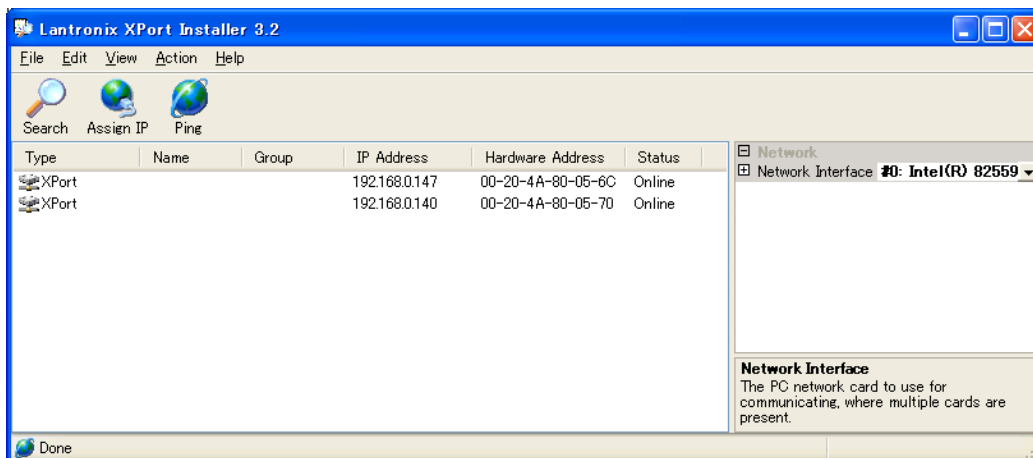 Lantronix XPort Installer 3.2
File Edit View Action Help
Search Assign IP Ping
Type Name Group IP Address Hardware Address Status
XPort 192.168.0.147 00-20-4A-80-05-6C Online
XPort 192.168.0.140 00-20-4A-80-05-70 Online
Network
Network Interface #0: Intel(R) 82559
Network Interface
The PC network card to use for
communicating, where multiple cards are
present.
Done